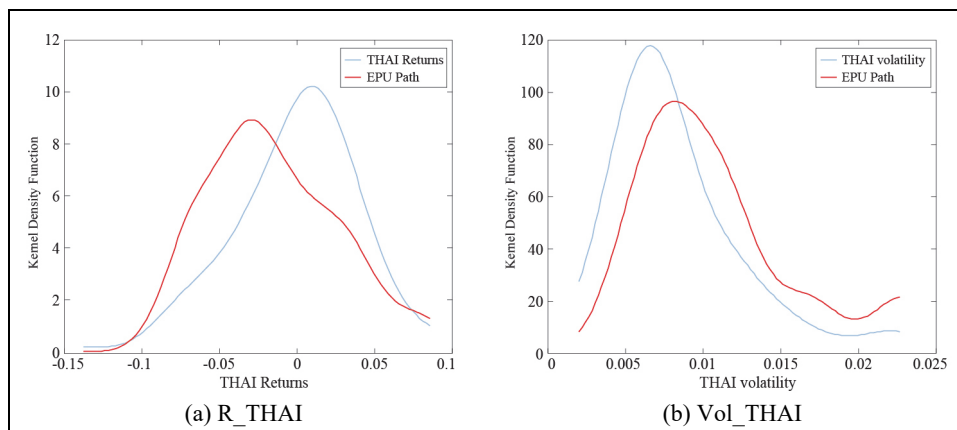 12
10
8
6
4
2
0
-0.15
-0.1
-0.05
0
0.05
0.1
Kernel Density Function
THAI Returns
THAI Returns
EPU Path
(a) R_THAI
120
100
80
60
40
20
0
0
0.005
0.01
0.015
0.02
0.025
Kernel Density Function
THAI volatility
THAI volatility
EPU Path
(b) Vol_THAI